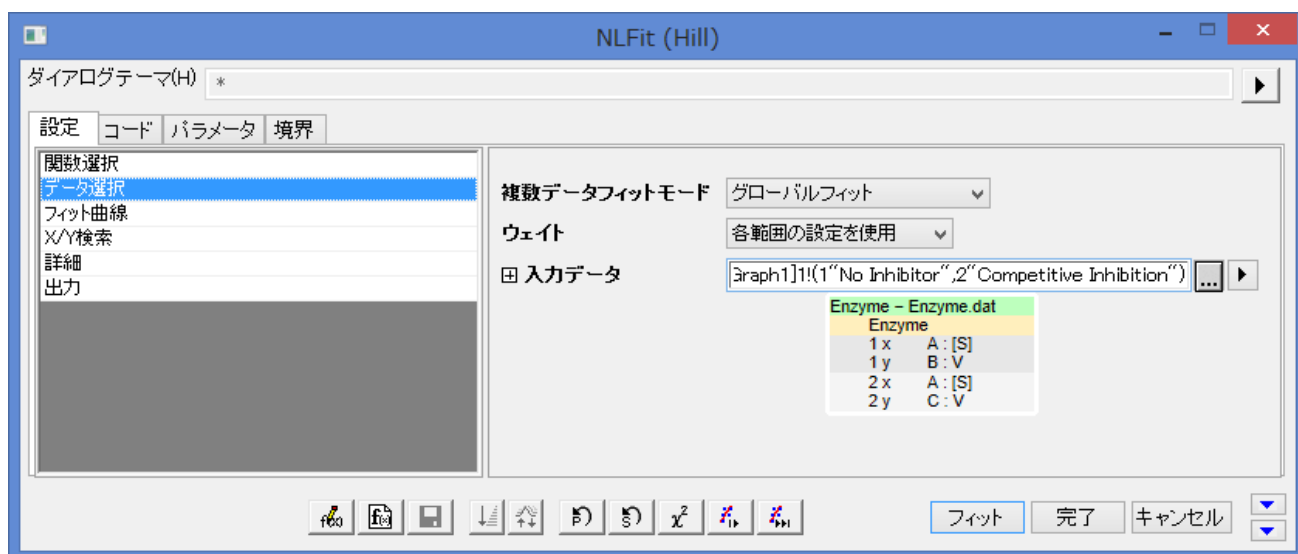 NLFit (Hill)
ダイアログテーマ(H) *
設定 コード パラメータ 境界
関数選択
データ選択
フィット曲線
X/Y検索
詳細
出力
複数データフィットモード グローバルフィット
ウェイト 各範囲の設定を使用
入力データ Graph1]1!(1"No Inhibitor",2"Competitive Inhibition") ...
Enzyme - Enzyme.dat
Enzyme
1 x A : [S]
1 y B : V
2 x A : [S]
2 y C : V
P S χ²
フィット 完了 キャンセル